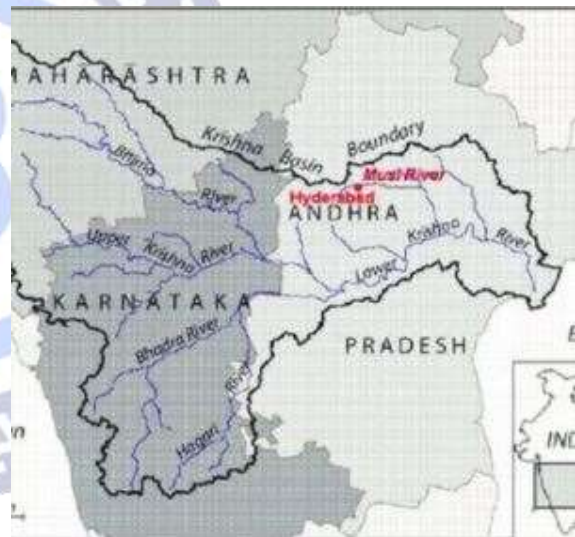 MAHARASHTRA
Krishna Basin Boundary
Bhima River
Musi River
Hyderabad
ANDHRA
Upper Krishna River
Lower Krishna River
KARNATAKA
Bhadra River
PRADESH
Hagari River
IND